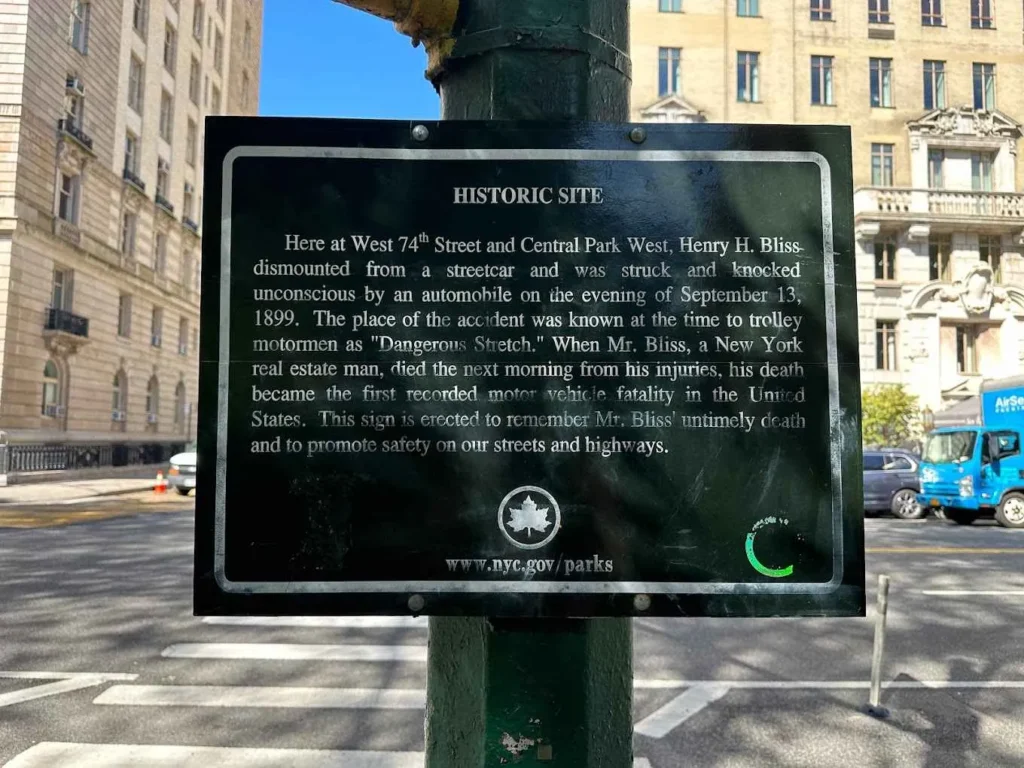 HISTORIC SITE
Here at West 74th Street and Central Park West, Henry H. Bliss
dismounted from a streetcar and was struck and knocked
unconscious by an automobile on the evening of September 13,
1899. The place of the accident was known at the time to trolley
motormen as "Dangerous Stretch." When Mr. Bliss, a New York
real estate man, died the next morning from his injuries, his death
became the first recorded motor vehicle fatality in the United
States. This sign is erected to remember Mr. Bliss' untimely death
and to promote safety on our streets and highways.
www.nyc.gov/parks